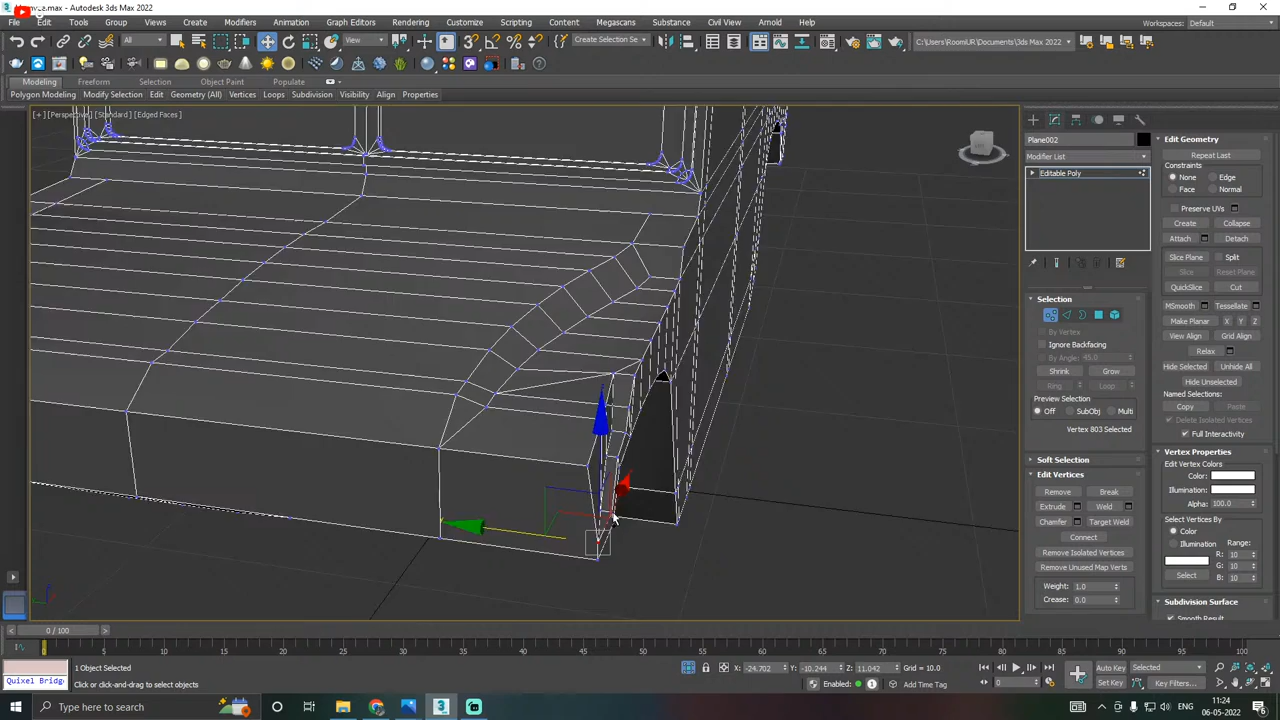 .max - Autodesk 3ds Max 2022
File Edit Tools Group Views Create Modifiers Animation Graph Editors Rendering Customize Scripting Content Megascans Substance Civil View Arnold Help
Workspaces: Default
All View Create Selection Se C:\Users\RoomUR\Documents\3ds Max 2022
Modeling Freeform Selection Object Paint Populate
Polygon Modeling Modify Selection Edit Geometry (All) Vertices Loops Subdivision Visibility Align Properties
[+] [Perspective] [Standard] [Edged Faces]
Plane002
Modifier List
Editable Poly
Selection
By Vertex
Ignore Backfacing
By Angle: 45.0
Shrink Grow
Ring Loop
Preview Selection
Off SubObj Multi
Vertex 803 Selected
Soft Selection
Edit Vertices
Remove Break
Extrude Weld
Chamfer Target Weld
Connect
Remove Isolated Vertices
Remove Unused Map Verts
Weight: 1.0
Crease: 0.0
Edit Geometry
Repeat Last
Constraints
None Edge
Face Normal
Preserve UVs
Create Collapse
Attach Detach
Slice Plane Split
Slice Reset Plane
QuickSlice Cut
MSmooth Tessellate
Make Planar X Y Z
View Align Grid Align
Relax
Hide Selected Unhide All
Hide Unselected
Named Selections:
Copy Paste
Delete Isolated Vertices
Full Interactivity
Vertex Properties
Edit Vertex Colors
Color:
Illumination:
Alpha: 100.0
Select Vertices By
Color Range:
Illumination R: 10
G: 10
Select B: 10
Subdivision Surface
Smooth Result
0 / 100
0 5 10 15 20 25 30 35 40 45 50 55 60 65 70 75 80 85 90 95 100
1 Object Selected X: -24.702 Y: -10.244 Z: 11.042 Grid = 10.0 Auto Key Selected
Quixel Bridge Click or click-and-drag to select objects Enabled: Add Time Tag 0 Set Key Key Filters...
Type here to search
ENG 11:24
06-05-2022